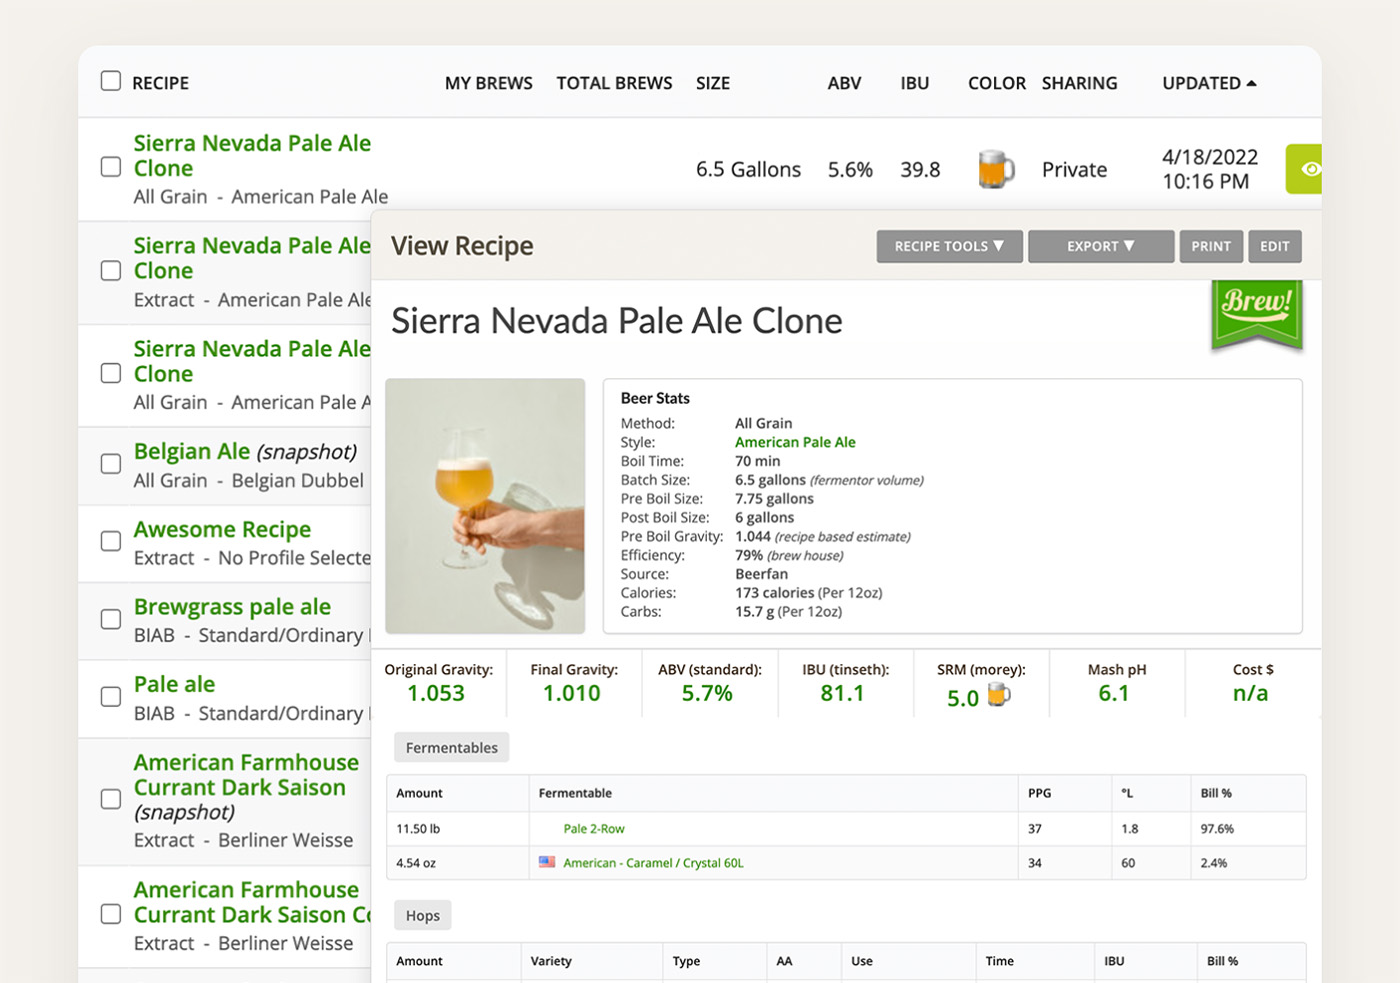 RECIPE MY BREWS TOTAL BREWS SIZE ABV IBU COLOR SHARING UPDATED
Sierra Nevada Pale Ale
Clone
All Grain - American Pale Ale
6.5 Gallons 5.6% 39.8 Private
4/18/2022
10:16 PM
Sierra Nevada Pale Ale
Clone
Extract - American Pale Ale
Sierra Nevada Pale Ale
Clone
All Grain - American Pale A
Belgian Ale (snapshot)
All Grain - Belgian Dubbel
Awesome Recipe
Extract - No Profile Selecte
Brewgrass pale ale
BIAB - Standard/Ordinary
Pale ale
BIAB - Standard/Ordinary
American Farmhouse
Currant Dark Saison
(snapshot)
Extract - Berliner Weisse
American Farmhouse
Currant Dark Saison Co
Extract - Berliner Weisse
View Recipe
RECIPE TOOLS ▼ EXPORT ▼ PRINT EDIT
Sierra Nevada Pale Ale Clone
Brew!
Beer Stats
Method: All Grain
Style: American Pale Ale
Boil Time: 70 min
Batch Size: 6.5 gallons (fermentor volume)
Pre Boil Size: 7.75 gallons
Post Boil Size: 6 gallons
Pre Boil Gravity: 1.044 (recipe based estimate)
Efficiency: 79% (brew house)
Source: Beerfan
Calories: 173 calories (Per 12oz)
Carbs: 15.7 g (Per 12oz)
Original Gravity: Final Gravity: ABV (standard): IBU (tinseth): SRM (morey): Mash pH Cost $
1.053 1.010 5.7% 81.1 5.0 6.1 n/a
Fermentables
Amount Fermentable PPG °L Bill %
11.50 lb Pale 2-Row 37 1.8 97.6%
4.54 oz American - Caramel / Crystal 60L 34 60 2.4%
Hops
Amount Variety Type AA Use Time IBU Bill %